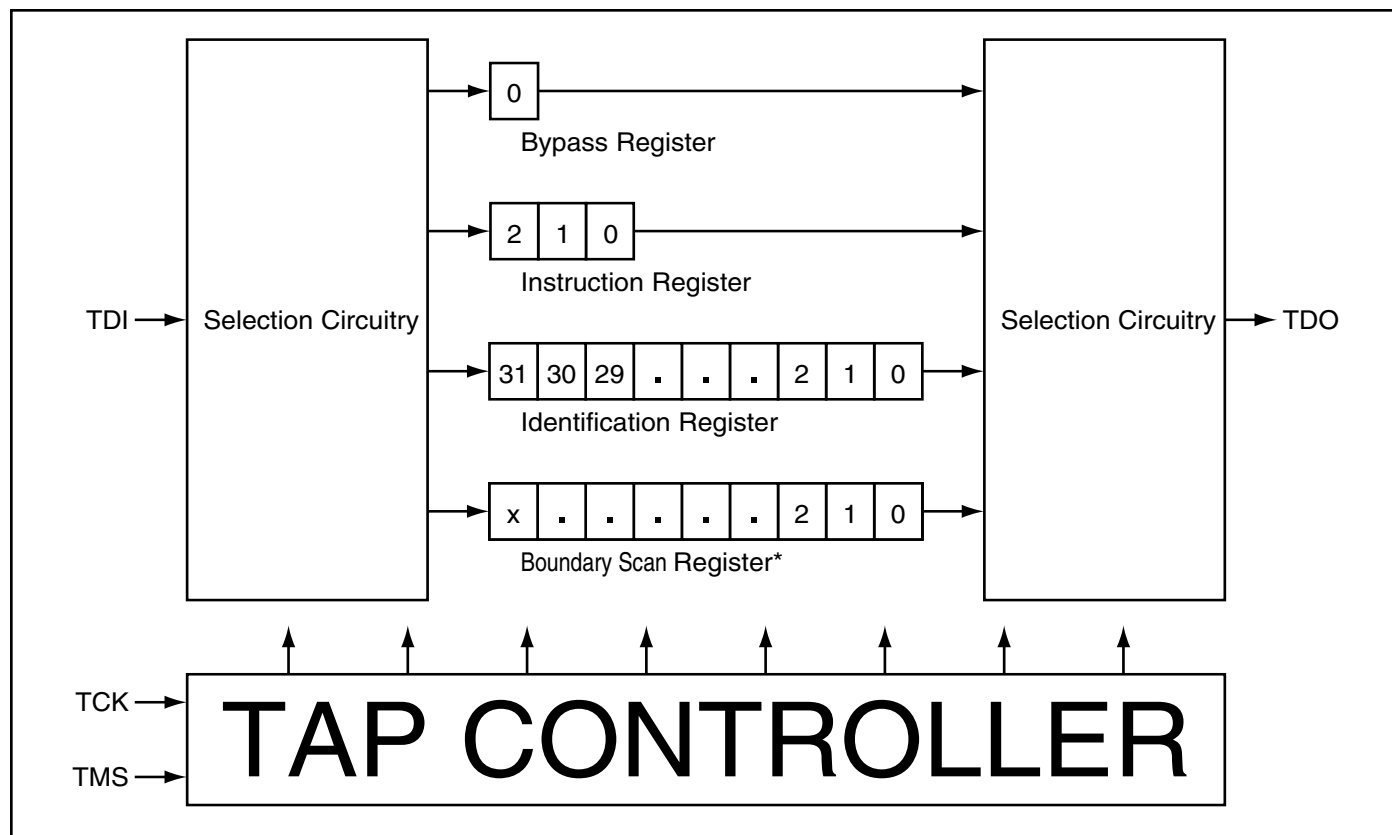 0
Bypass Register
2 1 0
Instruction Register
TDI Selection Circuitry Selection Circuitry TDO
31 30 29 . . . 2 1 0
Identification Register
x . . . . . 2 1 0
Boundary Scan Register*
TCK
TAP CONTROLLER
TMS